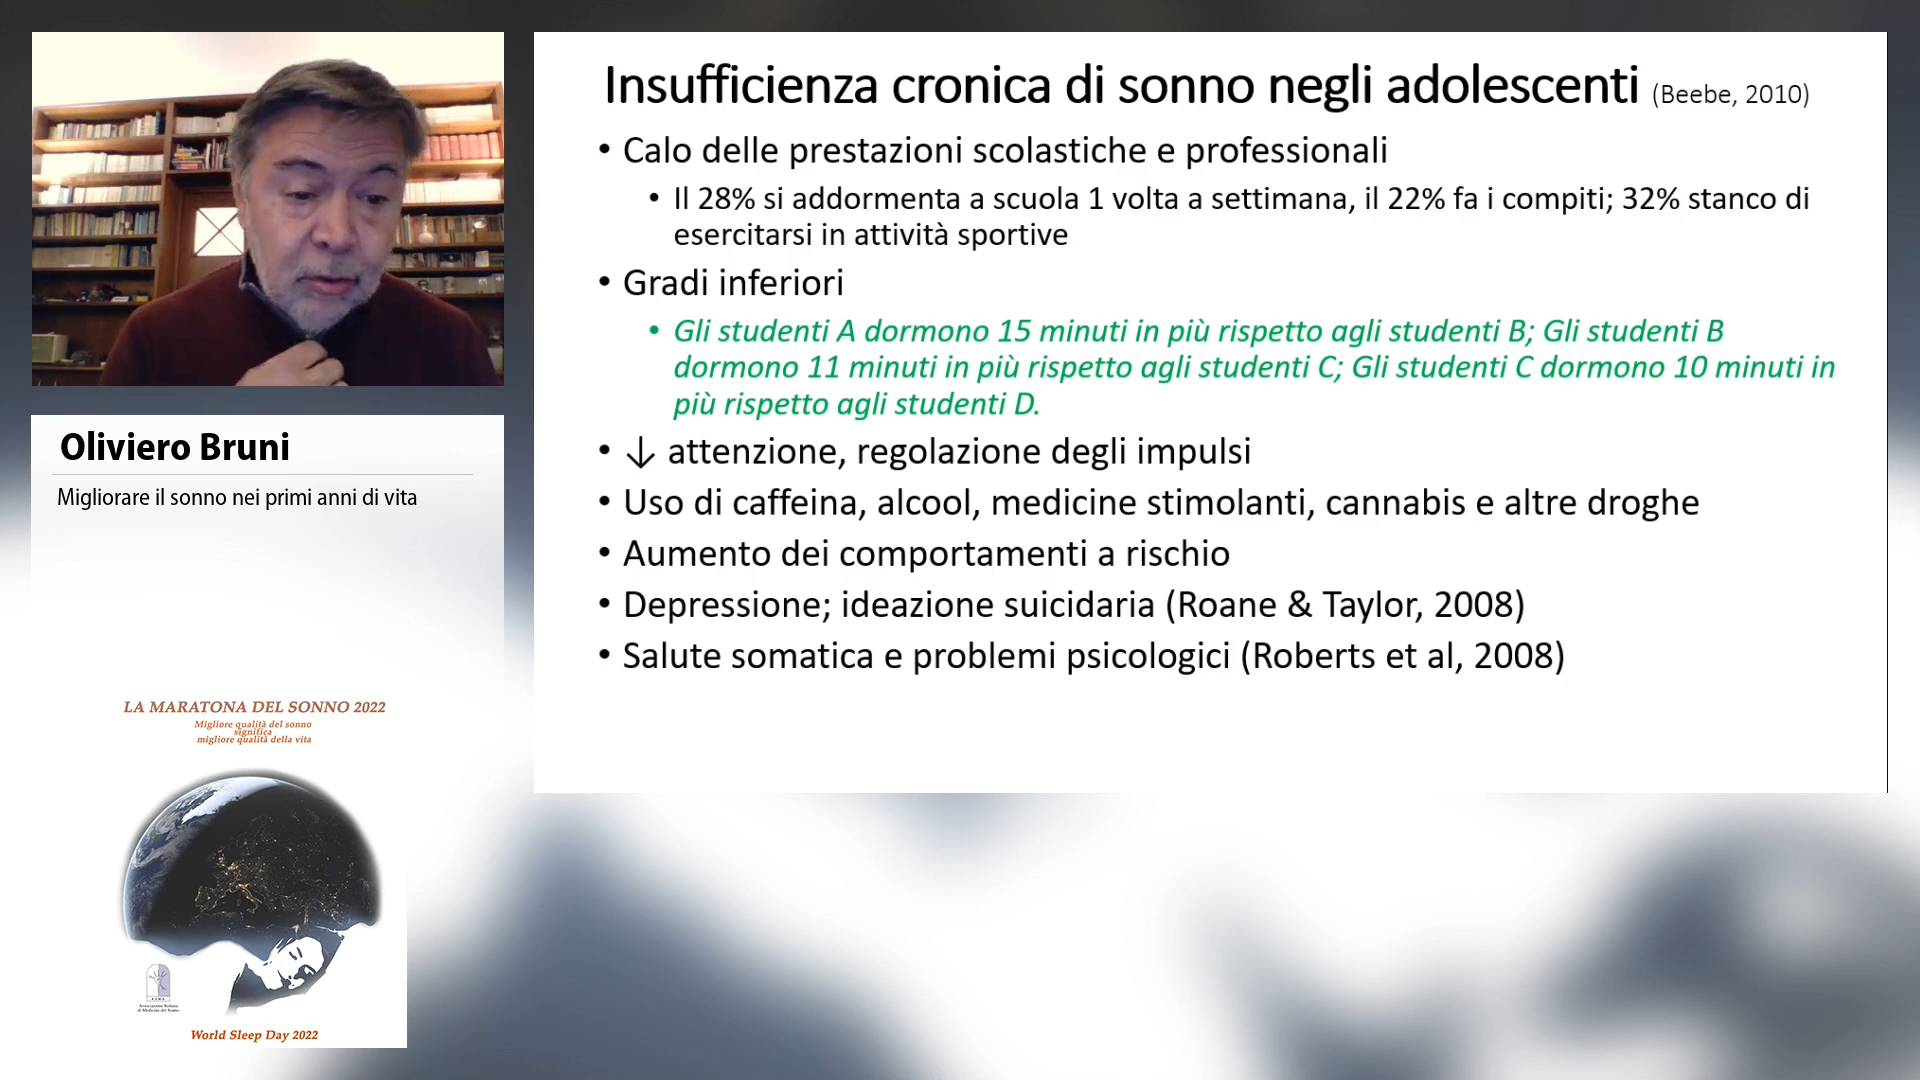 Insufficienza cronica di sonno negli adolescenti (Beebe, 2010)
• Calo delle prestazioni scolastiche e professionali
• Il 28% si addormenta a scuola 1 volta a settimana, il 22% fa i compiti; 32% stanco di
esercitarsi in attività sportive
• Gradi inferiori
• Gli studenti A dormono 15 minuti in più rispetto agli studenti B; Gli studenti B
dormono 11 minuti in più rispetto agli studenti C; Gli studenti C dormono 10 minuti in
più rispetto agli studenti D.
• ↓ attenzione, regolazione degli impulsi
• Uso di caffeina, alcool, medicine stimolanti, cannabis e altre droghe
• Aumento dei comportamenti a rischio
• Depressione; ideazione suicidaria (Roane & Taylor, 2008)
• Salute somatica e problemi psicologici (Roberts et al, 2008)
Oliviero Bruni
Migliorare il sonno nei primi anni di vita
LA MARATONA DEL SONNO 2022
Migliore qualità del sonno
significa
migliore qualità della vita
Associazione Italiana
di Medicina del Sonno
World Sleep Day 2022